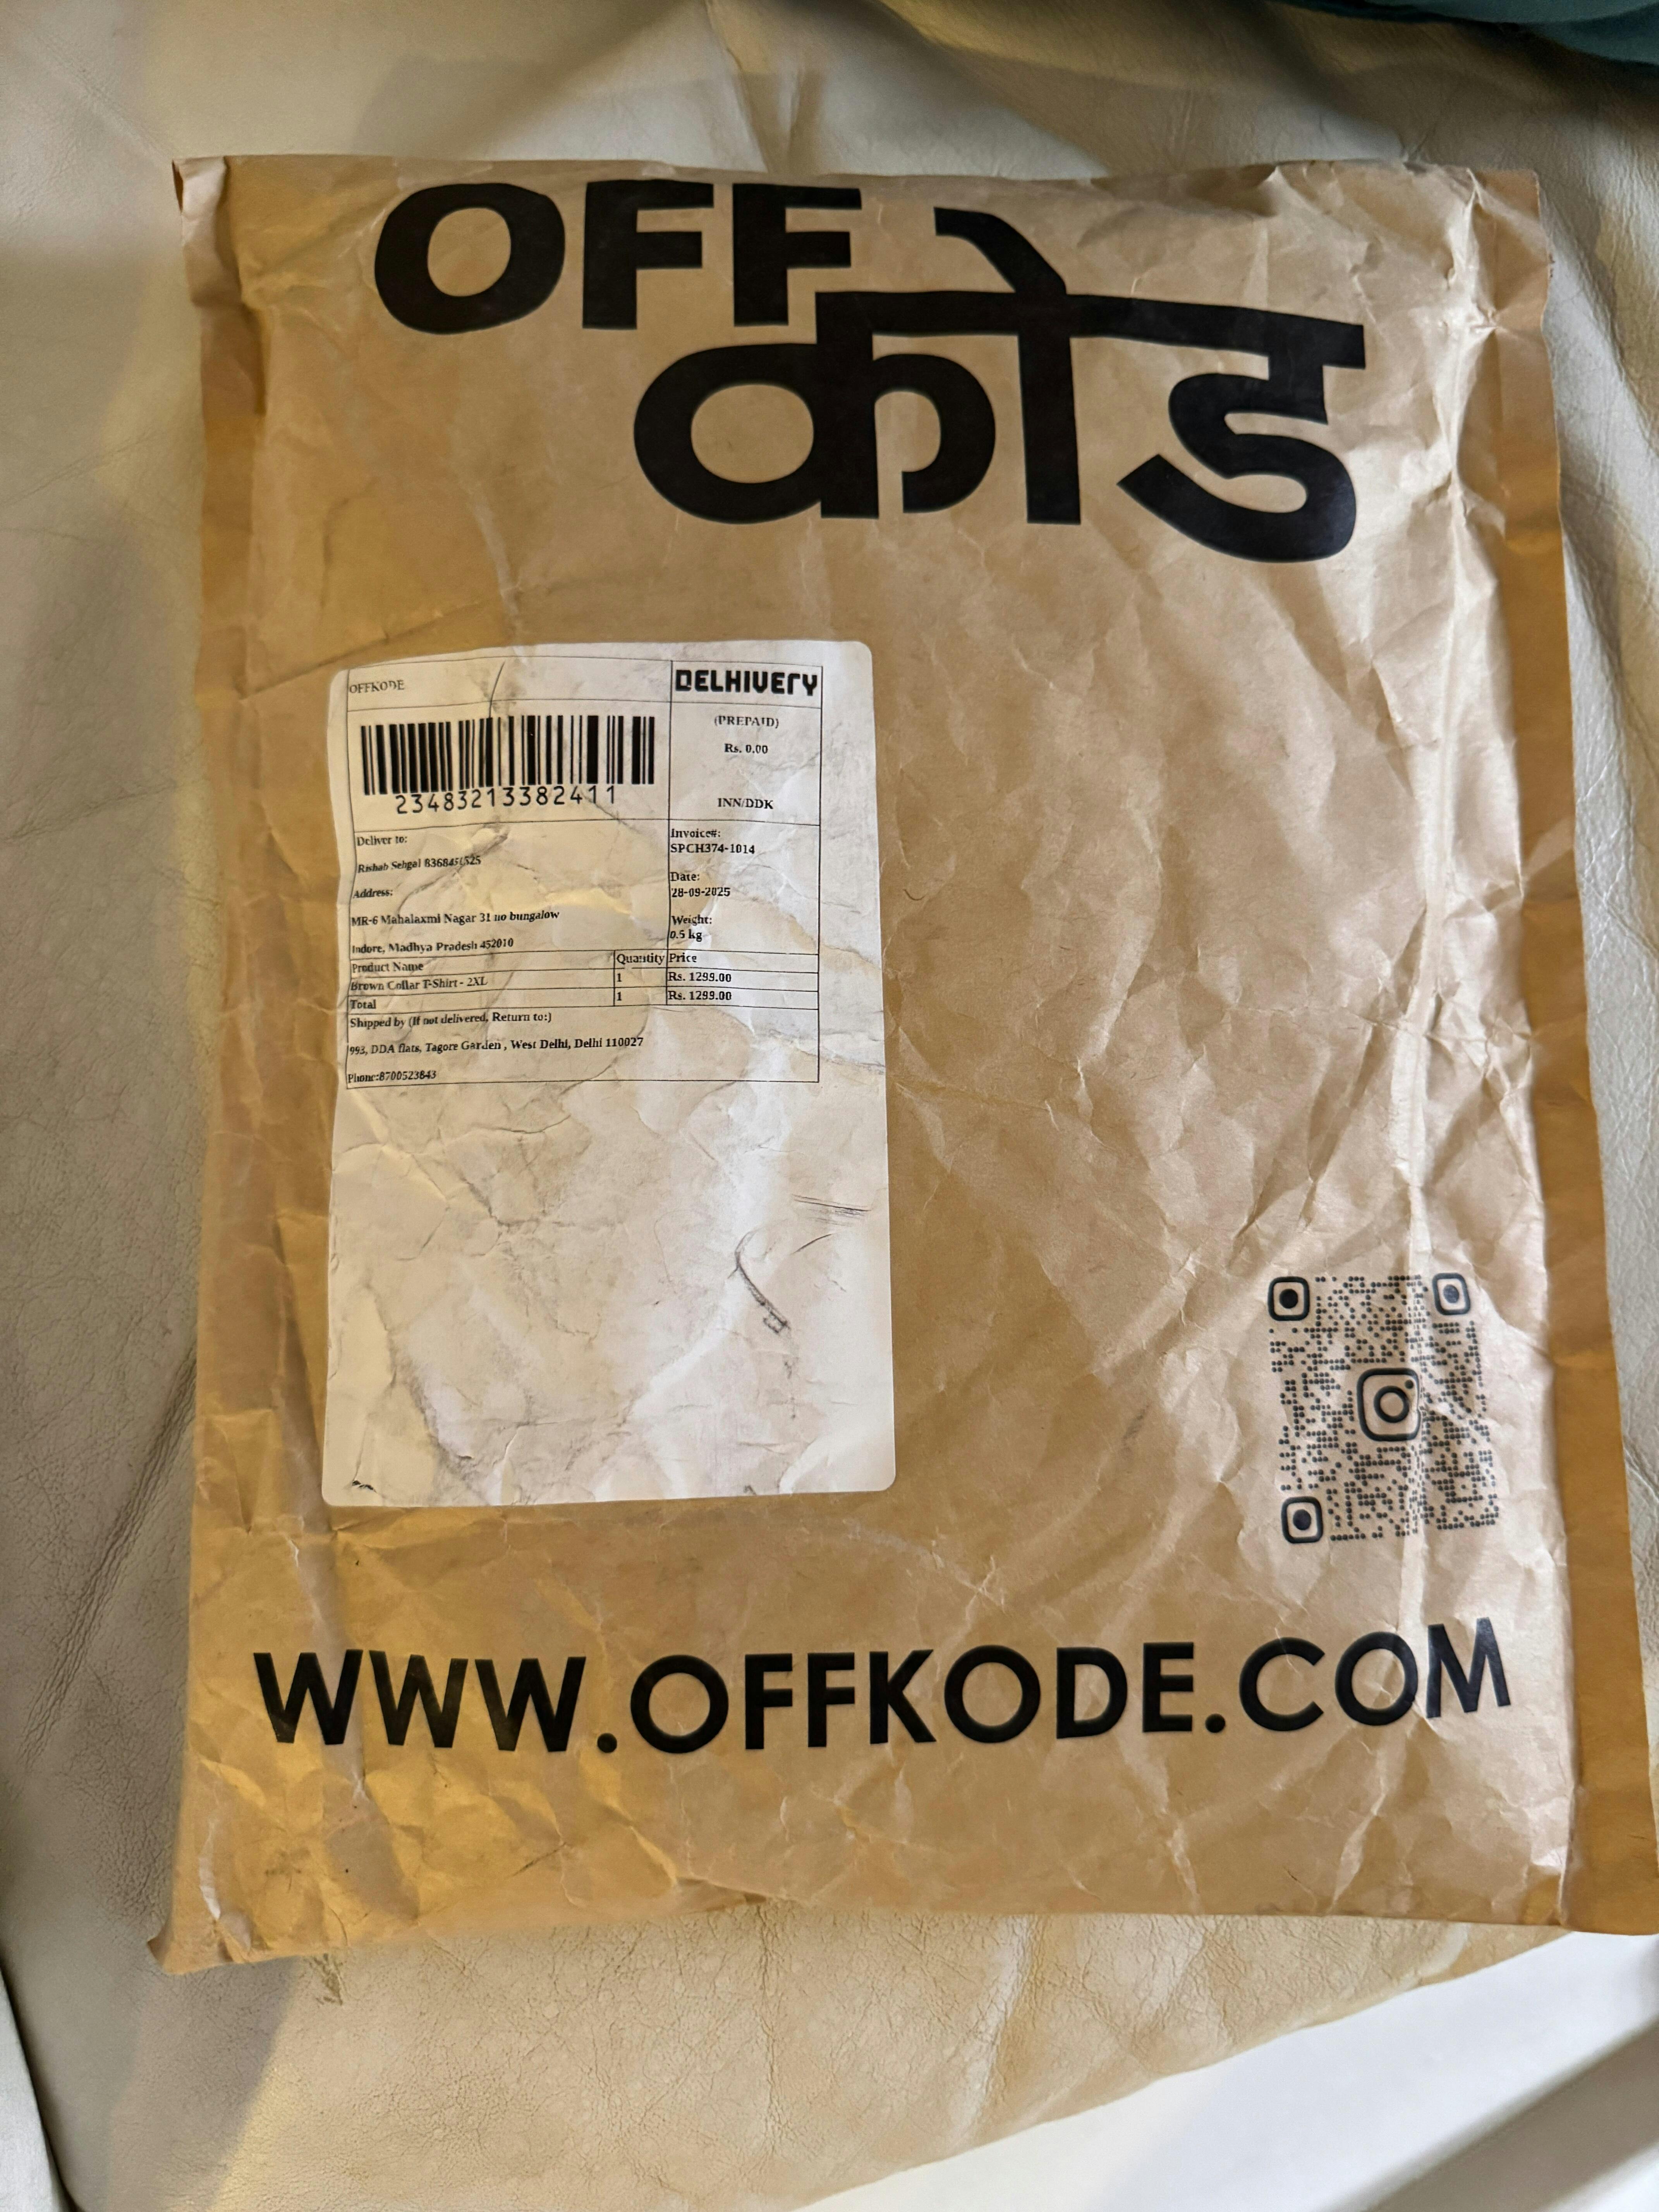 OFF
कोड
OFFKODE
DELHIVERY
(PREPAID)
Rs. 0.00
INN/DDK
23483213382411
Deliver to:
Rishab Sehgal
Address:
MR-6 Mahalaxmi Nagar 31 no bungalow
Indore, Madhya Pradesh 452010
Invoice#:
SPCH374-1014
Date:
28-09-2025
Weight:
0.5 kg
Product Name Quantity Price
Brown Collar T-Shirt - 2XL 1 Rs. 1299.00
Total 1 Rs. 1299.00
Shipped by (If not delivered, Return to:)
993, DDA flats, Tagore Garden , West Delhi, Delhi 110027
Phone:8700523843
WWW.OFFKODE.COM